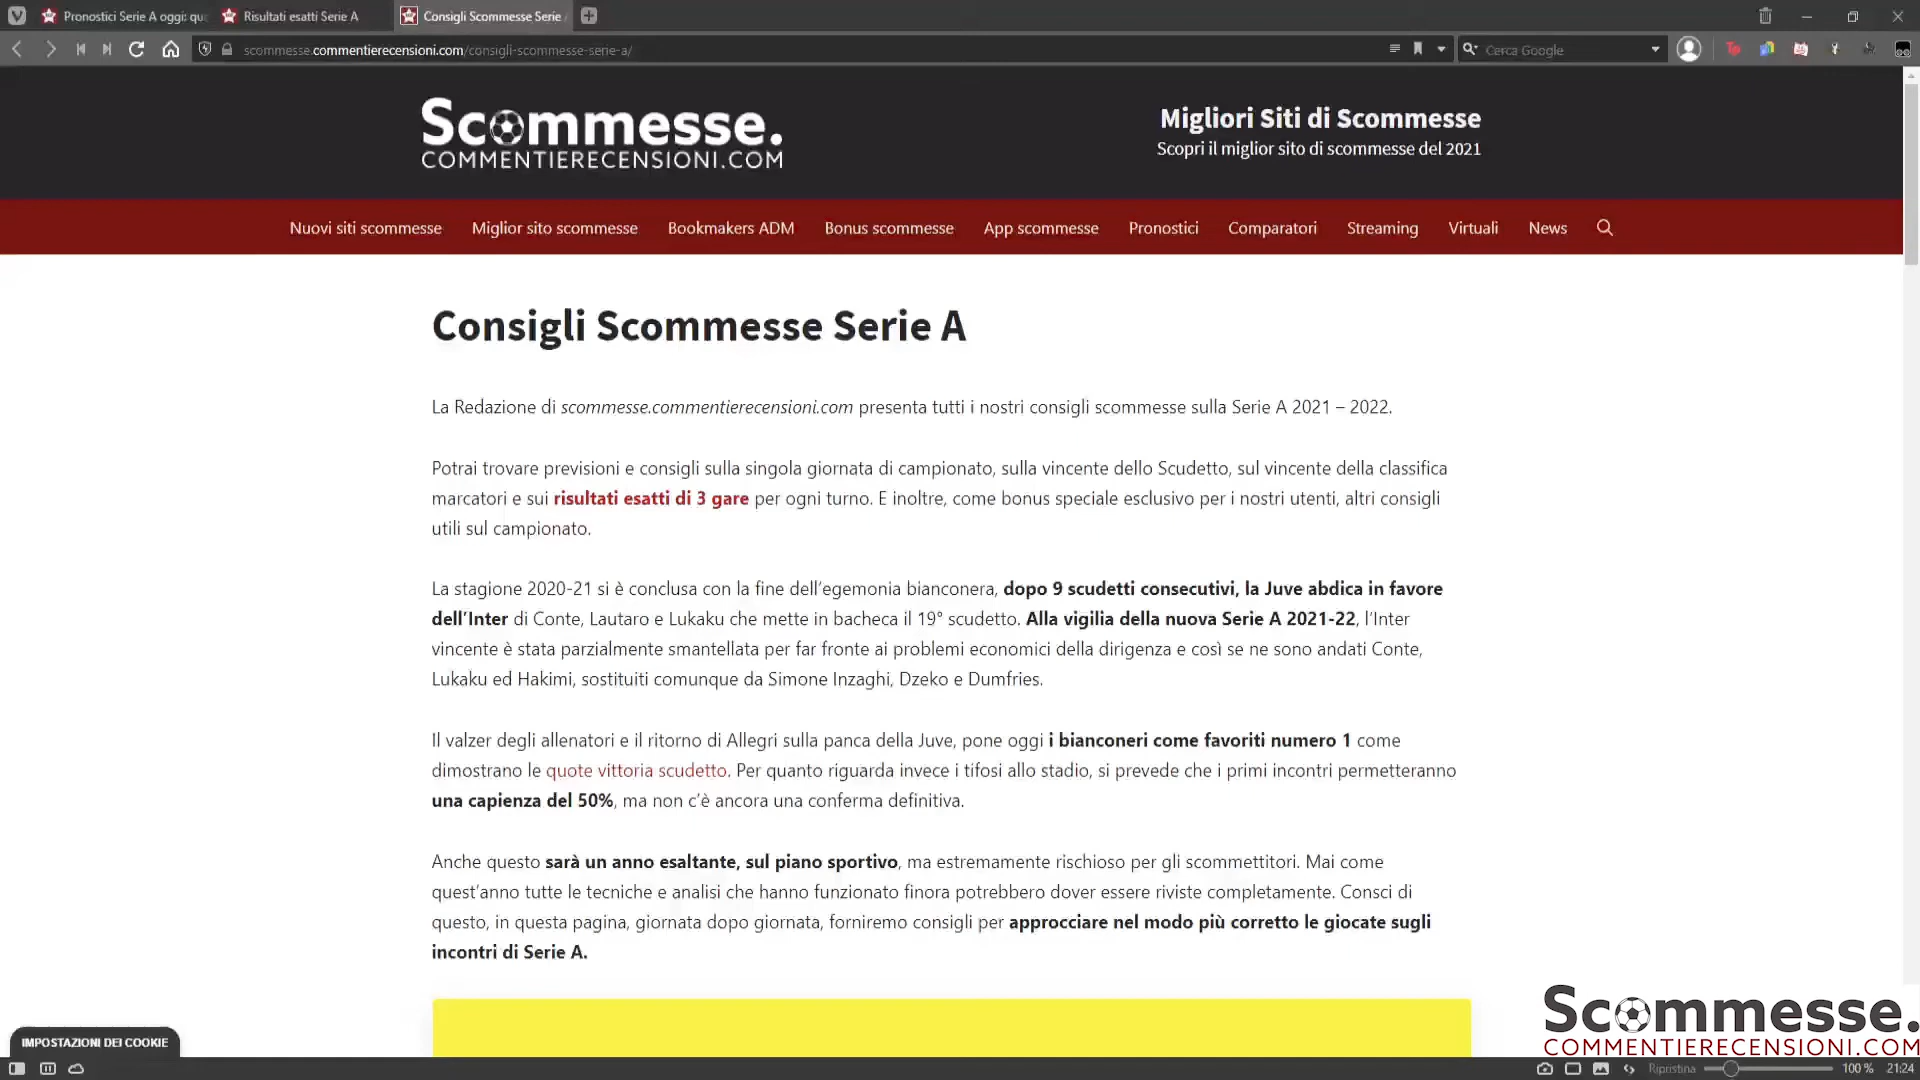 Pronostici Serie A oggi: qu
Risultati esatti Serie A
Consigli Scommesse Serie
scommesse.commentierecensioni.com/consigli-scommesse-serie-a/
Cerca Google
Scommesse.
COMMENTIERECENSIONI.COM
Migliori Siti di Scommesse
Scopri il miglior sito di scommesse del 2021
Nuovi siti scommesse Miglior sito scommesse Bookmakers ADM Bonus scommesse App scommesse Pronostici Comparatori Streaming Virtuali News
Consigli Scommesse Serie A
La Redazione di scommesse.commentierecensioni.com presenta tutti i nostri consigli scommesse sulla Serie A 2021 – 2022.
Potrai trovare previsioni e consigli sulla singola giornata di campionato, sulla vincente dello Scudetto, sul vincente della classifica
marcatori e sui risultati esatti di 3 gare per ogni turno. E inoltre, come bonus speciale esclusivo per i nostri utenti, altri consigli
utili sul campionato.
La stagione 2020-21 si è conclusa con la fine dell’egemonia bianconera, dopo 9 scudetti consecutivi, la Juve abdica in favore
dell’Inter di Conte, Lautaro e Lukaku che mette in bacheca il 19° scudetto. Alla vigilia della nuova Serie A 2021-22, l’Inter
vincente è stata parzialmente smantellata per far fronte ai problemi economici della dirigenza e così se ne sono andati Conte,
Lukaku ed Hakimi, sostituiti comunque da Simone Inzaghi, Dzeko e Dumfries.
Il valzer degli allenatori e il ritorno di Allegri sulla panca della Juve, pone oggi i bianconeri come favoriti numero 1 come
dimostrano le quote vittoria scudetto. Per quanto riguarda invece i tifosi allo stadio, si prevede che i primi incontri permetteranno
una capienza del 50%, ma non c’è ancora una conferma definitiva.
Anche questo sarà un anno esaltante, sul piano sportivo, ma estremamente rischioso per gli scommettitori. Mai come
quest’anno tutte le tecniche e analisi che hanno funzionato finora potrebbero dover essere riviste completamente. Consci di
questo, in questa pagina, giornata dopo giornata, forniremo consigli per approcciare nel modo più corretto le giocate sugli
incontri di Serie A.
IMPOSTAZIONI DEI COOKIE
Scommesse.
COMMENTIERECENSIONI.COM
Ripristina 100 % 21:24